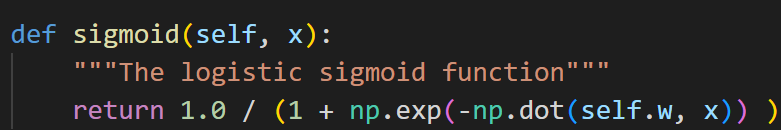 def sigmoid(self, x):
"""The logistic sigmoid function"""
return 1.0 / (1 + np.exp(-np.dot(self.w, x)) )